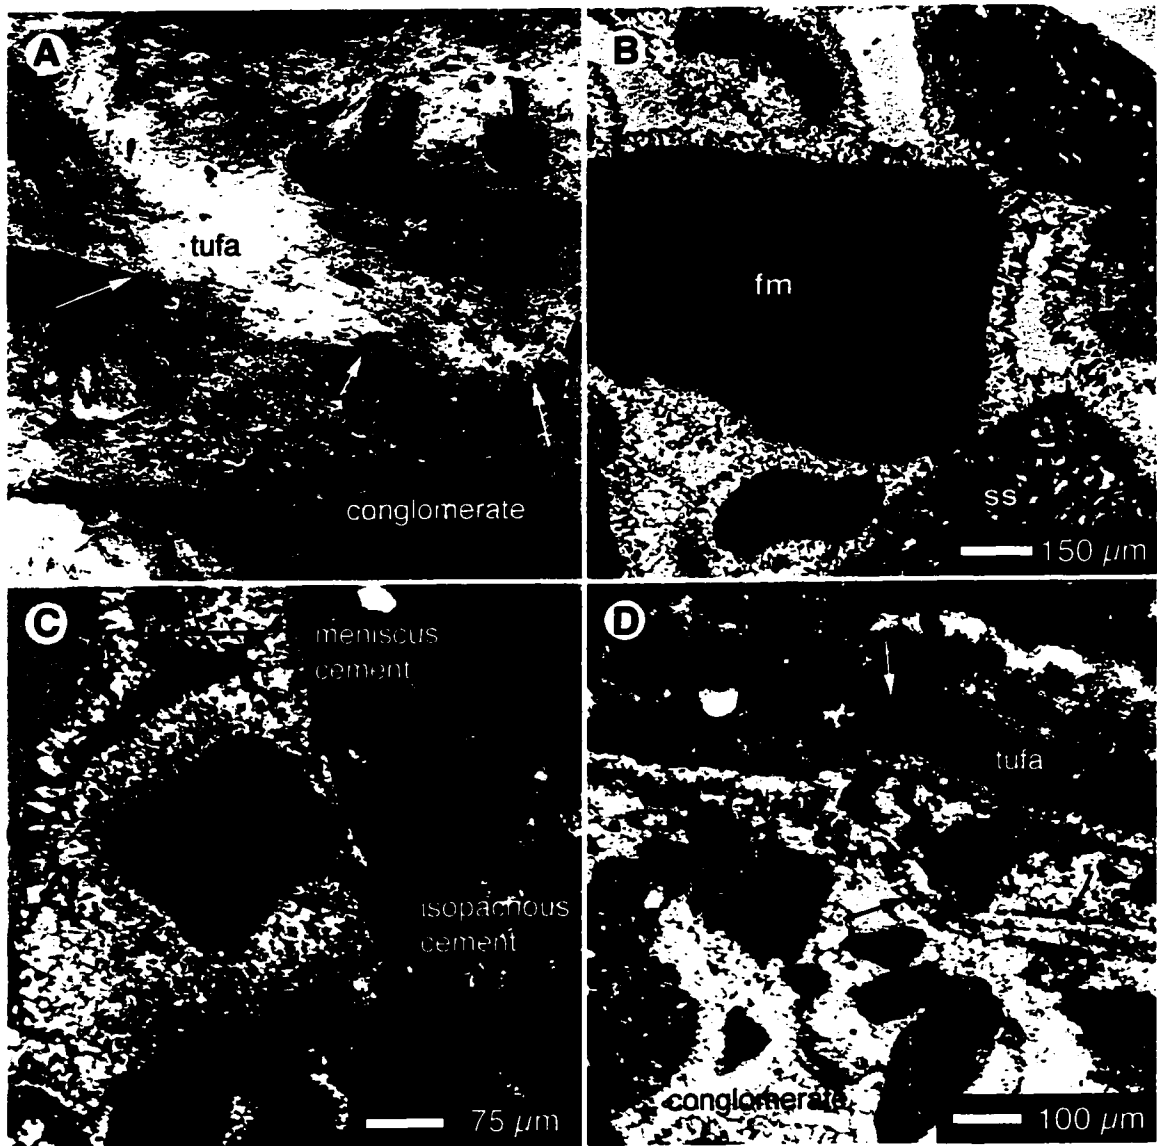 A
tufa
conglomerate
B
fm
ss
150 μm
C
meniscus
cement
isopachous
cement
75 μm
D
tufa
conglomerate
100 μm